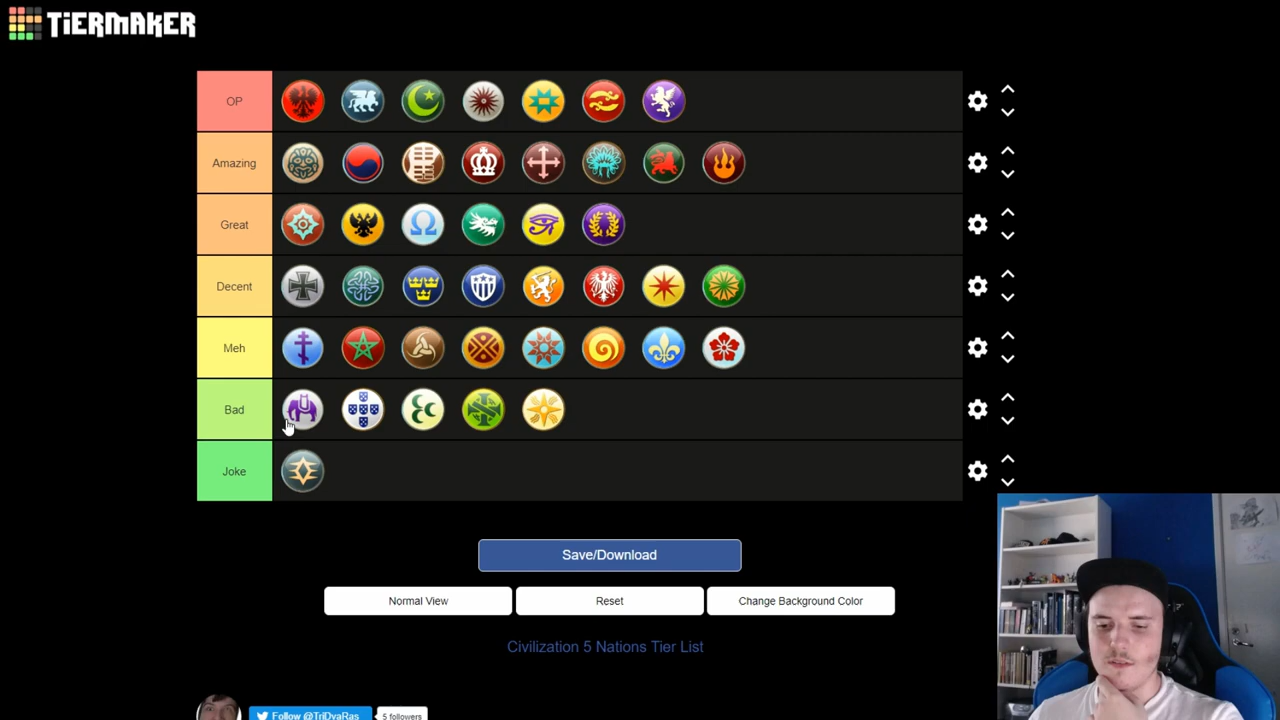 TiERMAKER
OP
Amazing
Great
Decent
Meh
Bad
Joke
Save/Download
Normal View
Reset
Change Background Color
Civilization 5 Nations Tier List
Follow @TriDvaRas
5 followers